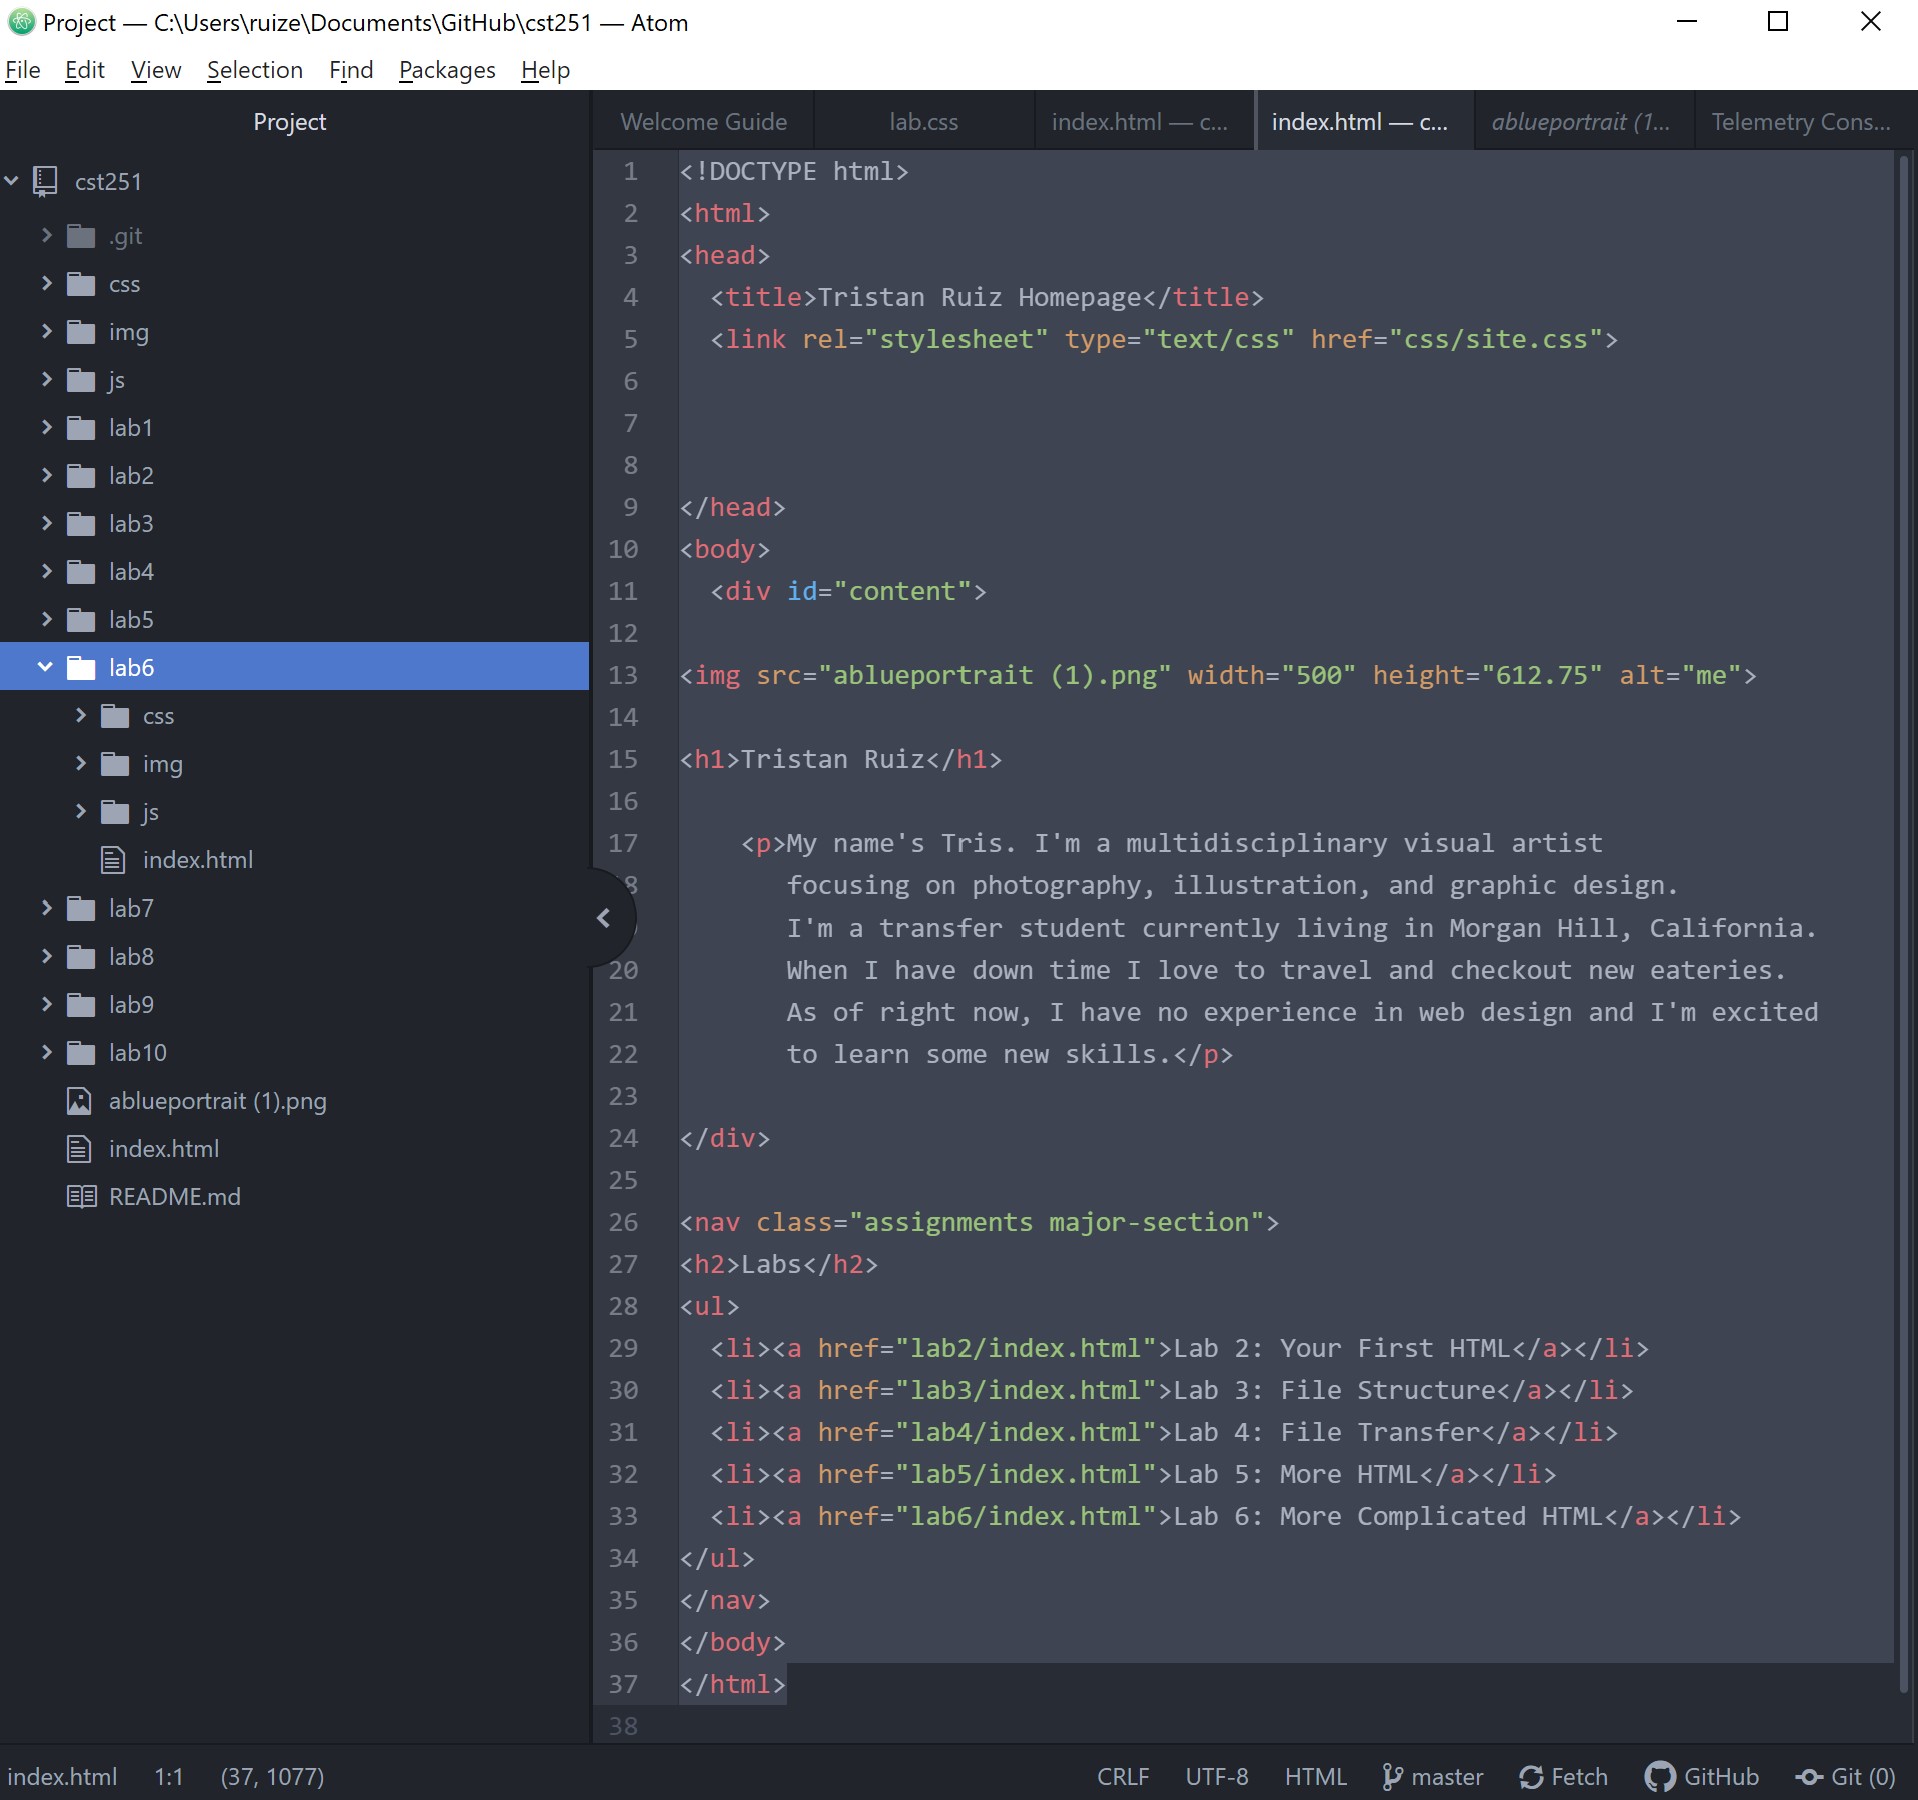 Project — C:\Users\ruize\Documents\GitHub\cst251 — Atom
File Edit View Selection Find Packages Help
Project
cst251
.git
css
img
js
lab1
lab2
lab3
lab4
lab5
lab6
css
img
js
index.html
lab7
lab8
lab9
lab10
ablueportrait (1).png
index.html
README.md
Welcome Guide lab.css index.html — c... index.html — c... ablueportrait (1... Telemetry Cons...
1 <!DOCTYPE html>
2 <html>
3 <head>
4 <title>Tristan Ruiz Homepage</title>
5 <link rel="stylesheet" type="text/css" href="css/site.css">
6
7
8
9 </head>
10 <body>
11 <div id="content">
12
13 <img src="ablueportrait (1).png" width="500" height="612.75" alt="me">
14
15 <h1>Tristan Ruiz</h1>
16
17 <p>My name's Tris. I'm a multidisciplinary visual artist
8 focusing on photography, illustration, and graphic design.
I'm a transfer student currently living in Morgan Hill, California.
20 When I have down time I love to travel and checkout new eateries.
21 As of right now, I have no experience in web design and I'm excited
22 to learn some new skills.</p>
23
24 </div>
25
26 <nav class="assignments major-section">
27 <h2>Labs</h2>
28 <ul>
29 <li><a href="lab2/index.html">Lab 2: Your First HTML</a></li>
30 <li><a href="lab3/index.html">Lab 3: File Structure</a></li>
31 <li><a href="lab4/index.html">Lab 4: File Transfer</a></li>
32 <li><a href="lab5/index.html">Lab 5: More HTML</a></li>
33 <li><a href="lab6/index.html">Lab 6: More Complicated HTML</a></li>
34 </ul>
35 </nav>
36 </body>
37 </html>
38
index.html 1:1 (37, 1077) CRLF UTF-8 HTML master Fetch GitHub Git (0)